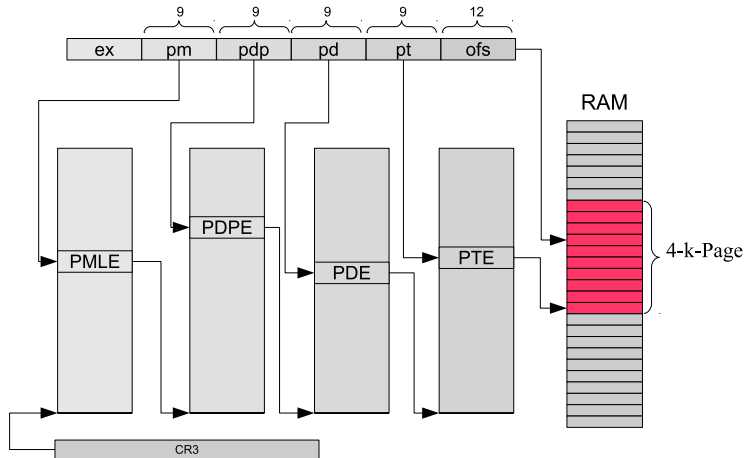 9 9 9 9 12
ex pm pdp pd pt ofs
RAM
PDPE
4-k-Page
PMLE PDE PTE
CR3